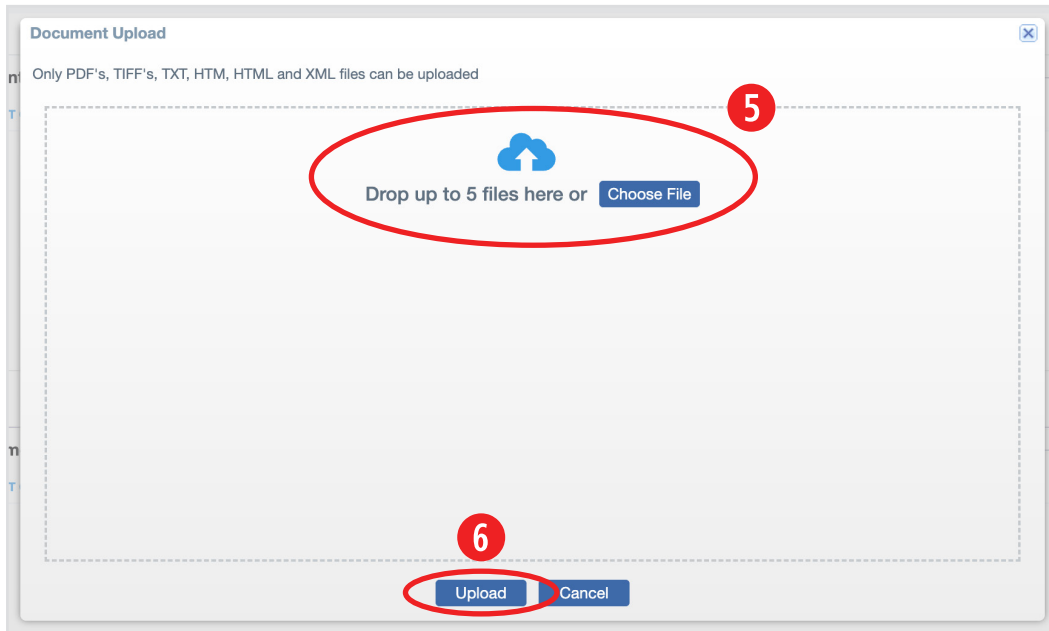 Document Upload
Only PDF's, TIFF's, TXT, HTM, HTML and XML files can be uploaded
5
Drop up to 5 files here or Choose File
6
Upload Cancel